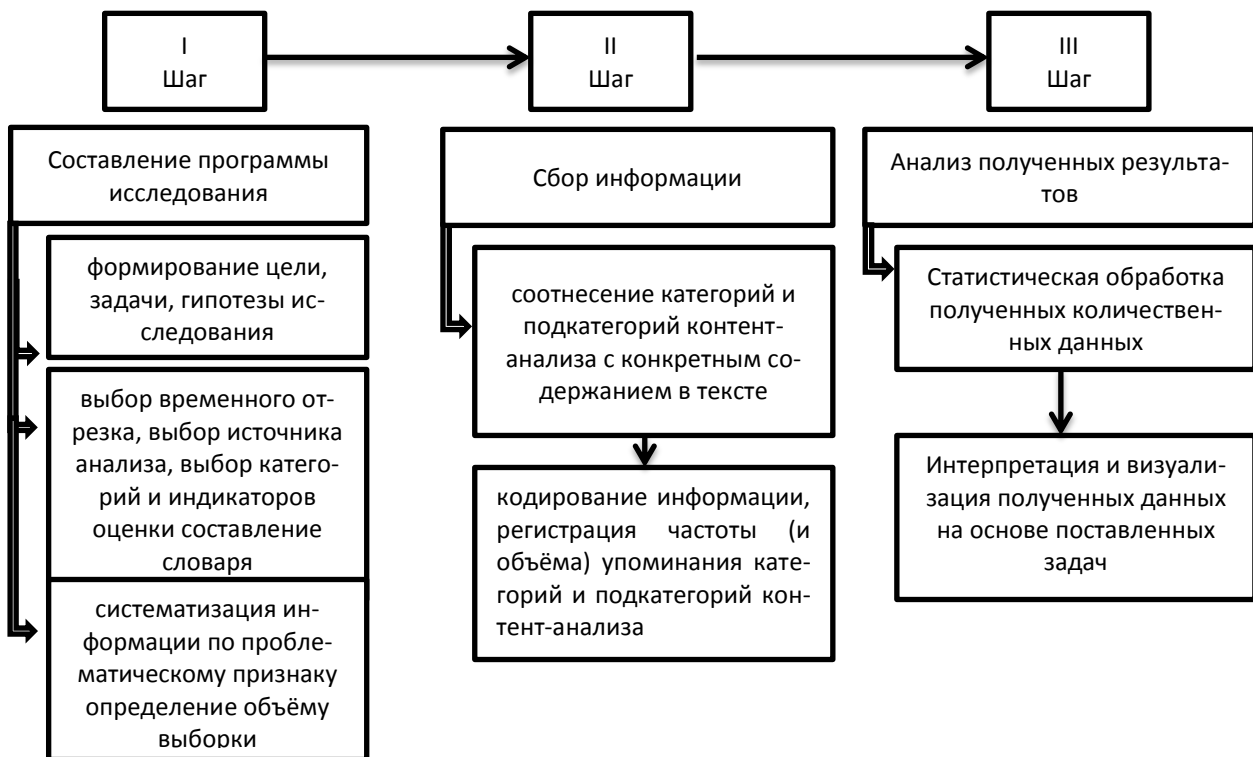 I
Шаг
II
Шаг
III
Шаг
Составление программы
исследования
формирование цели,
задачи, гипотезы ис-
следования
выбор временного от-
резка, выбор источника
анализа, выбор катего-
рий и индикаторов
оценки составление
словаря
систематизация ин-
формации по пробле-
матическому признаку
определение объёму
выборки
Сбор информации
соотнесение категорий и
подкатегорий контент-
анализа с конкретным со-
держанием в тексте
кодирование информации,
регистрация частоты (и
объёма) упоминания кате-
горий и подкатегорий кон-
тент-анализа
Анализ полученных результа-
тов
Статистическая обработка
полученных количествен-
ных данных
Интерпретация и визуали-
зация полученных данных
на основе поставленных
задач